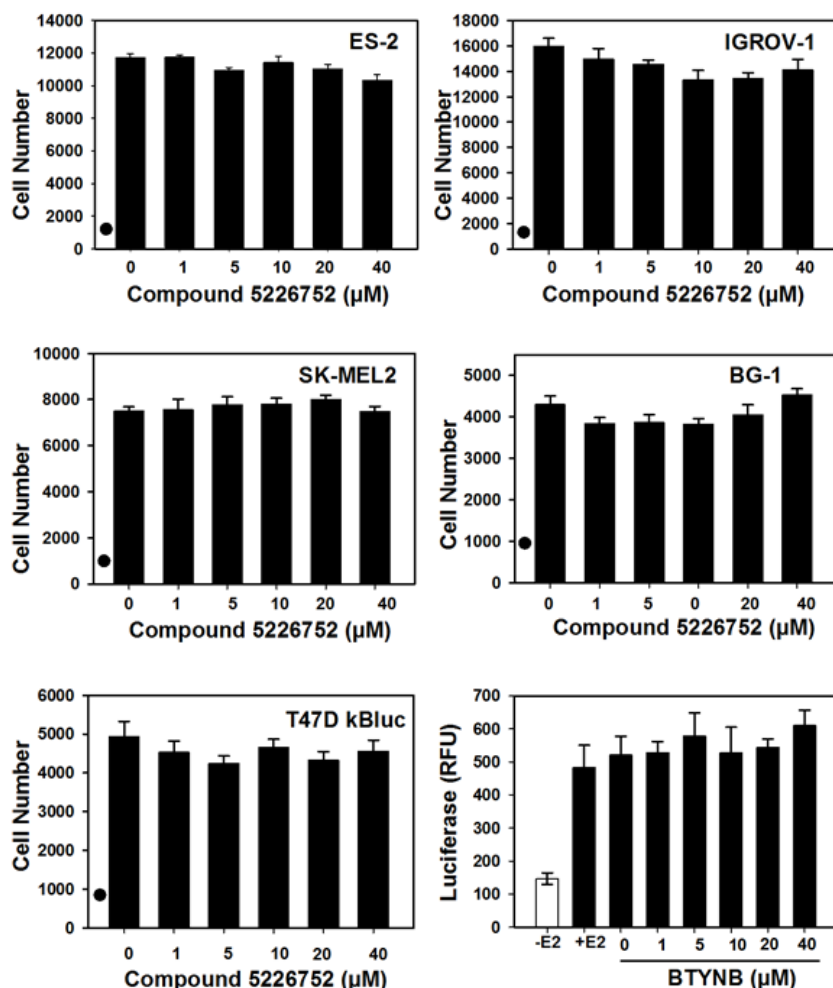 ES-2
Cell Number
14000
12000
10000
8000
6000
4000
2000
0
0 1 5 10 20 40
Compound 5226752 (µM)
IGROV-1
Cell Number
18000
16000
14000
12000
10000
8000
6000
4000
2000
0
0 1 5 10 20 40
Compound 5226752 (µM)
SK-MEL2
Cell Number
10000
8000
6000
4000
2000
0
0 1 5 10 20 40
Compound 5226752 (µM)
BG-1
Cell Number
5000
4000
3000
2000
1000
0
0 1 5 0 20 40
Compound 5226752 (µM)
T47D kBluc
Cell Number
6000
5000
4000
3000
2000
1000
0
0 1 5 10 20 40
Compound 5226752 (µM)
Luciferase (RFU)
700
600
500
400
300
200
100
0
-E2 +E2 0 1 5 10 20 40
BTYNB (µM)